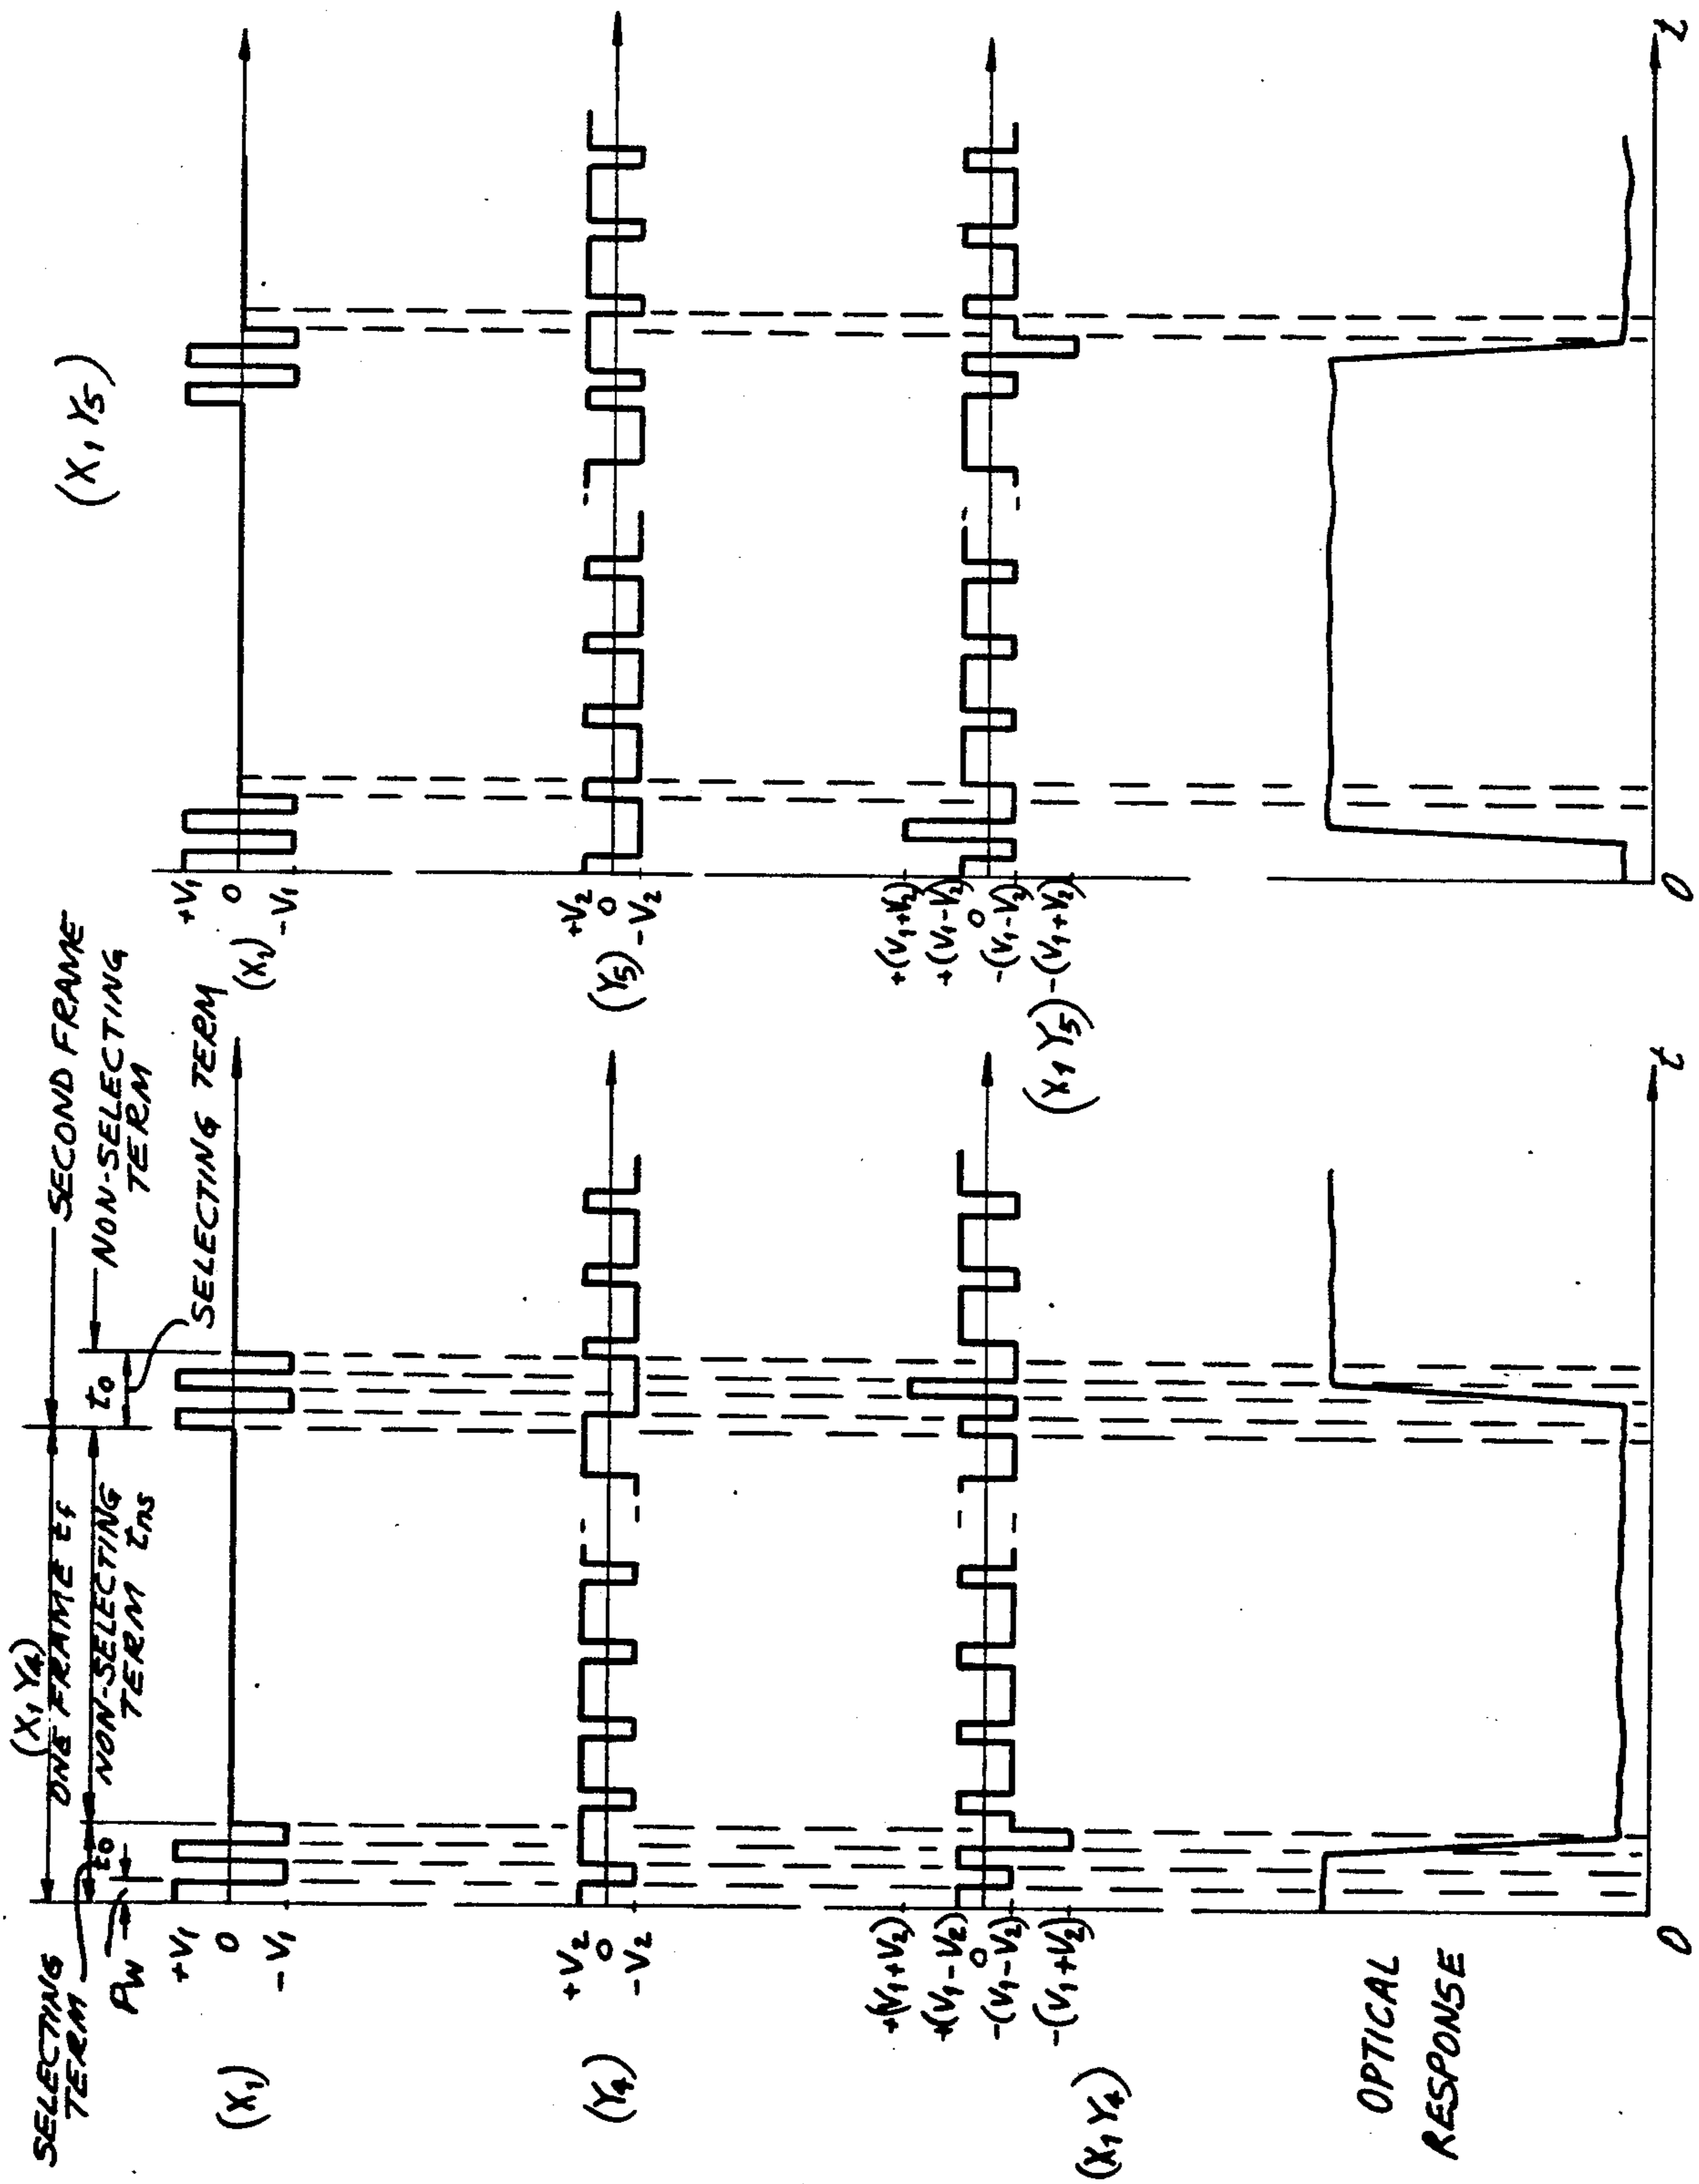 (X₁ Y₄)
ONE FRAME tf
SECOND FRAME
SELECTING
TERM
t₀
NON-SELECTING
TERM tns
t₀
NON-SELECTING
TERM
SELECTING TERM
Pw
(X₁)
+V₁
0
-V₁
(Y₄)
+V₂
0
-V₂
(X₁ Y₄)
+(V₁+V₂)
+(V₁-V₂)
0
-(V₁-V₂)
-(V₁+V₂)
OPTICAL
RESPONSE
0
t
(X₁ Y₅)
(X₁)
+V₁
0
-V₁
(Y₅)
+V₂
0
-V₂
(X₁ Y₅)
+(V₁+V₂)
+(V₁-V₂)
0
-(V₁-V₂)
-(V₁+V₂)
0
t